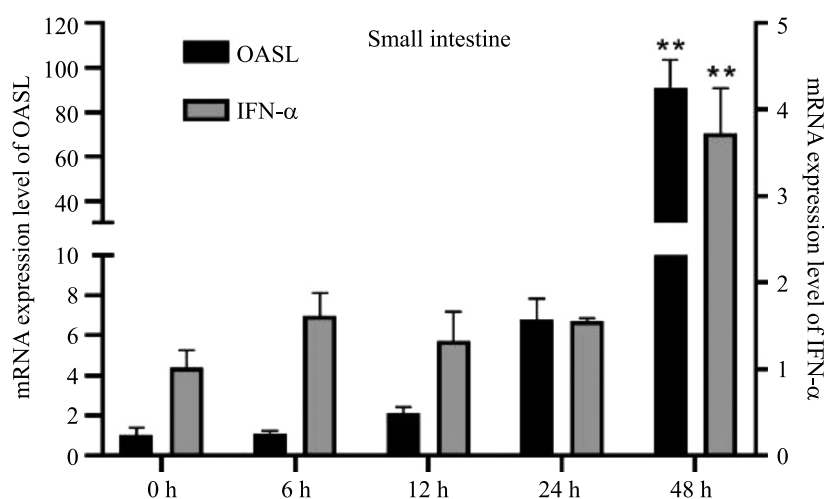 Small intestine
OASL
IFN-α
mRNA expression level of OASL
120
100
80
60
40
10
8
6
4
2
0
**
**
5
4
3
2
1
0
mRNA expression level of IFN-α
0 h
6 h
12 h
24 h
48 h